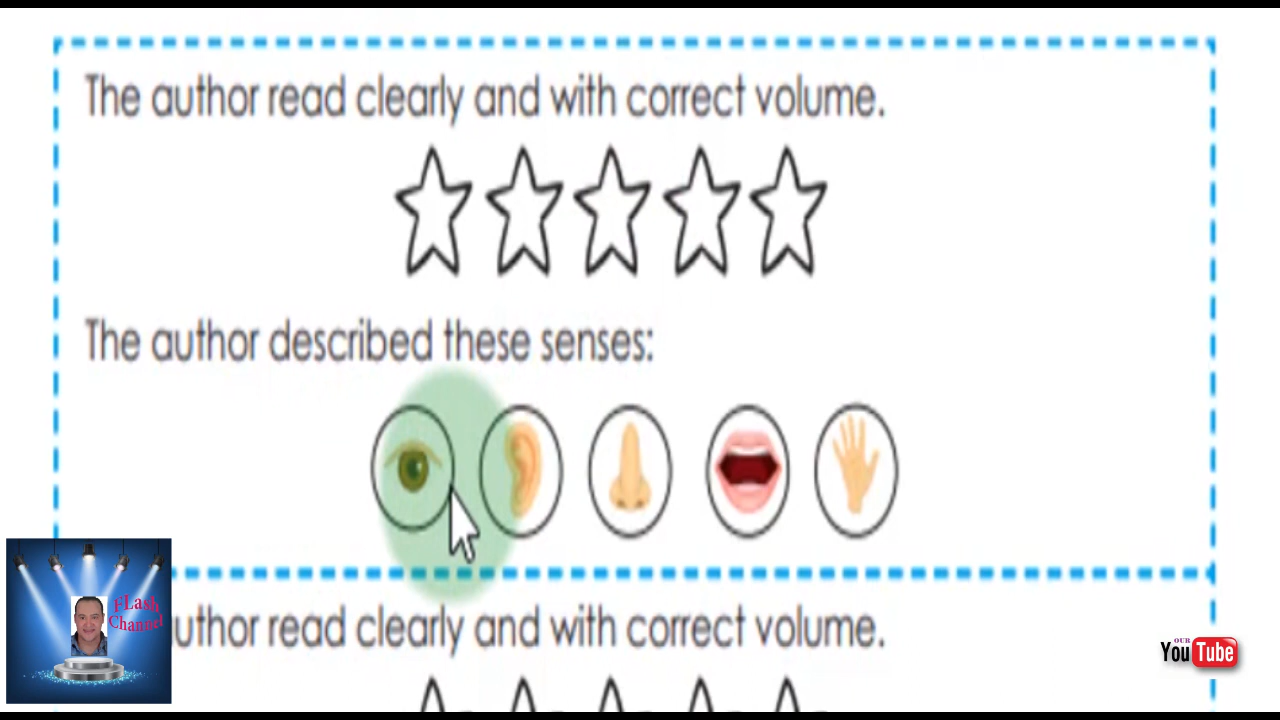 The author read clearly and with correct volume.
The author described these senses:
uthor read clearly and with correct volume.
FLash
Channel
OUR
YouTube